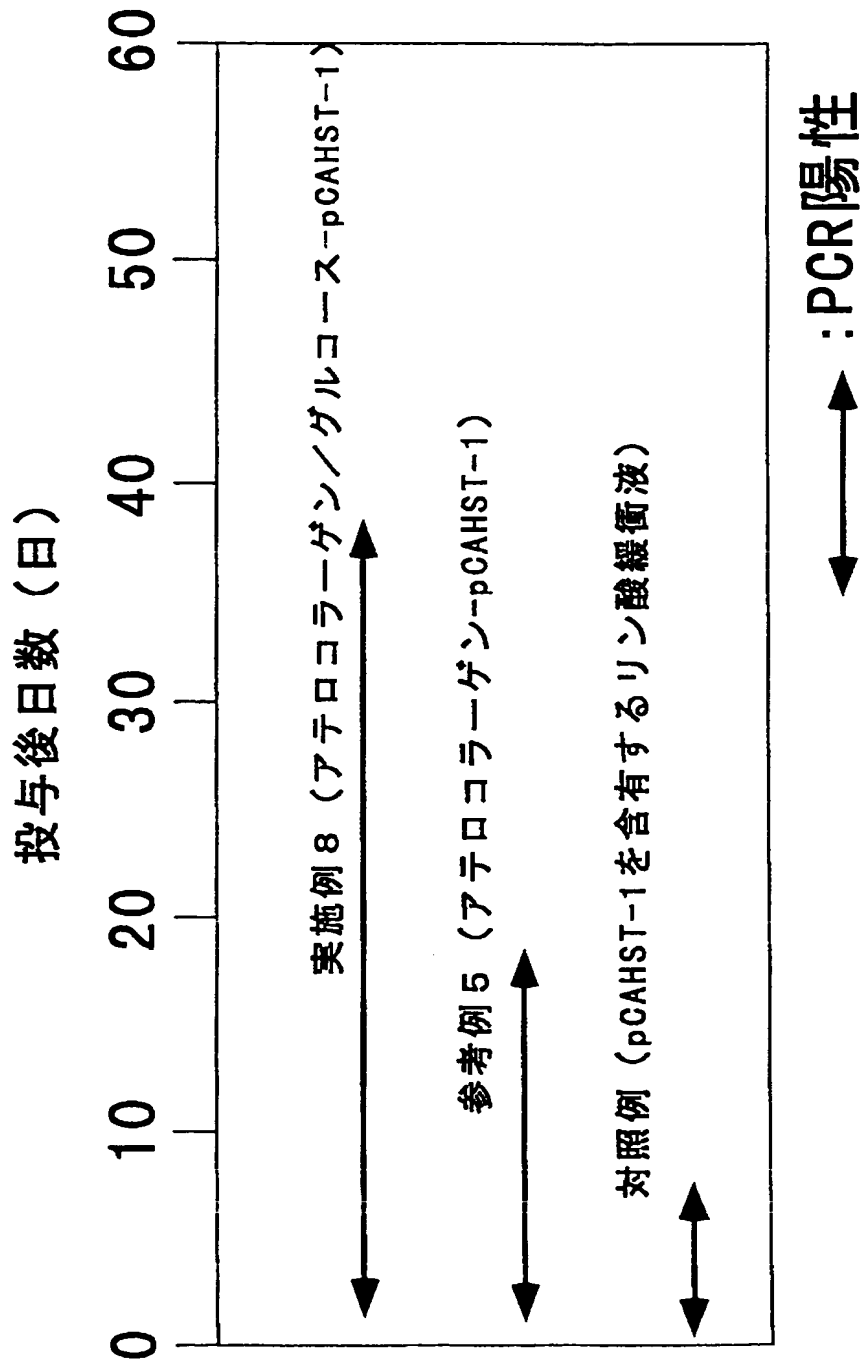 投与後日数（日）
0 10 20 30 40 50 60
実施例８（アテロコラーゲン／グルコース-pCAHST-1）
参考例５（アテロコラーゲン-pCAHST-1）
対照例（pCAHST-1を含有するリン酸緩衝液）
:PCR陽性